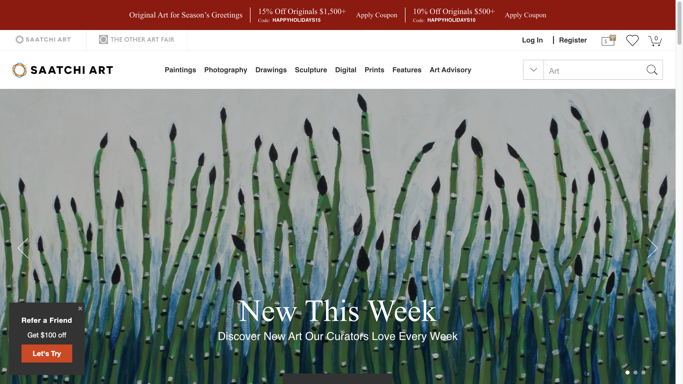 Original Art for Season's Greetings
15% Off Originals $1,500+
Code: HAPPYHOLIDAYS15
Apply Coupon
10% Off Originals $500+
Code: HAPPYHOLIDAYS10
Apply Coupon
SAATCHI ART
THE OTHER ART FAIR
Log In
Register
0
SAATCHI ART
Paintings
Photography
Drawings
Sculpture
Digital
Prints
Features
Art Advisory
Art
New This Week
Discover New Art Our Curators Love Every Week
Refer a Friend
Get $100 off
Let's Try